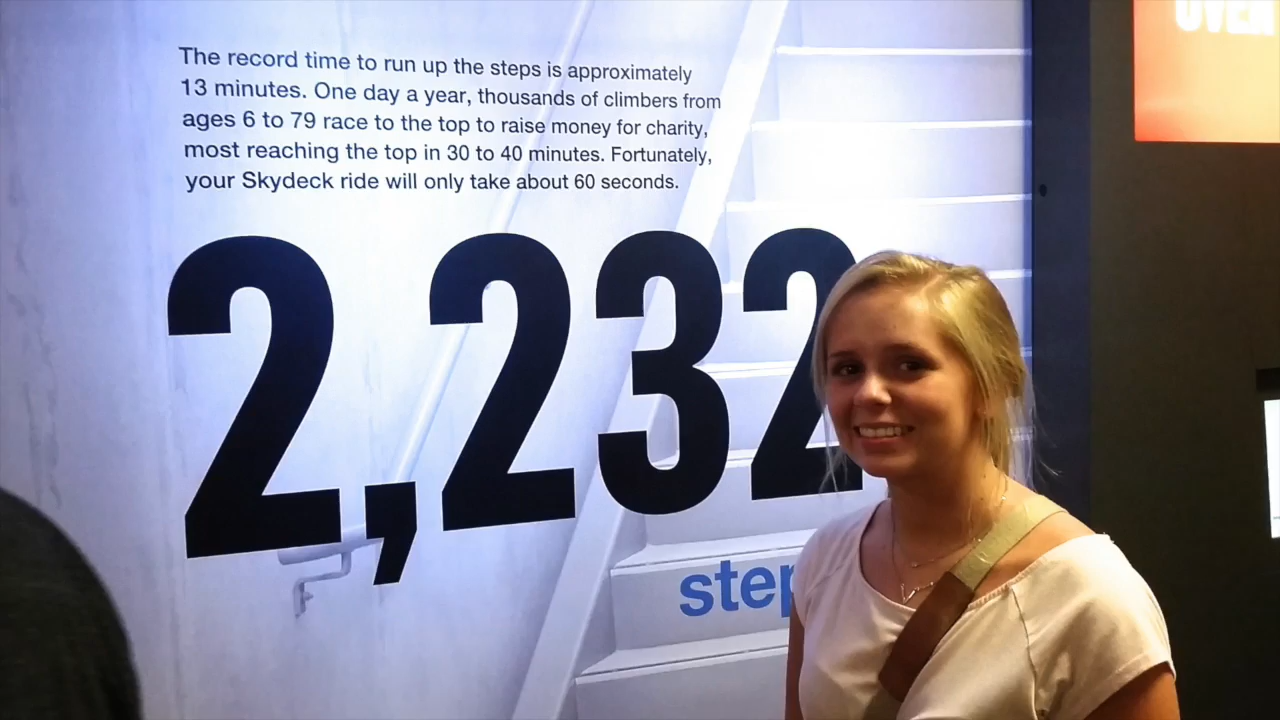 The record time to run up the steps is approximately
13 minutes. One day a year, thousands of climbers from
ages 6 to 79 race to the top to raise money for charity,
most reaching the top in 30 to 40 minutes. Fortunately,
your Skydeck ride will only take about 60 seconds.
2,232
step
OVEN